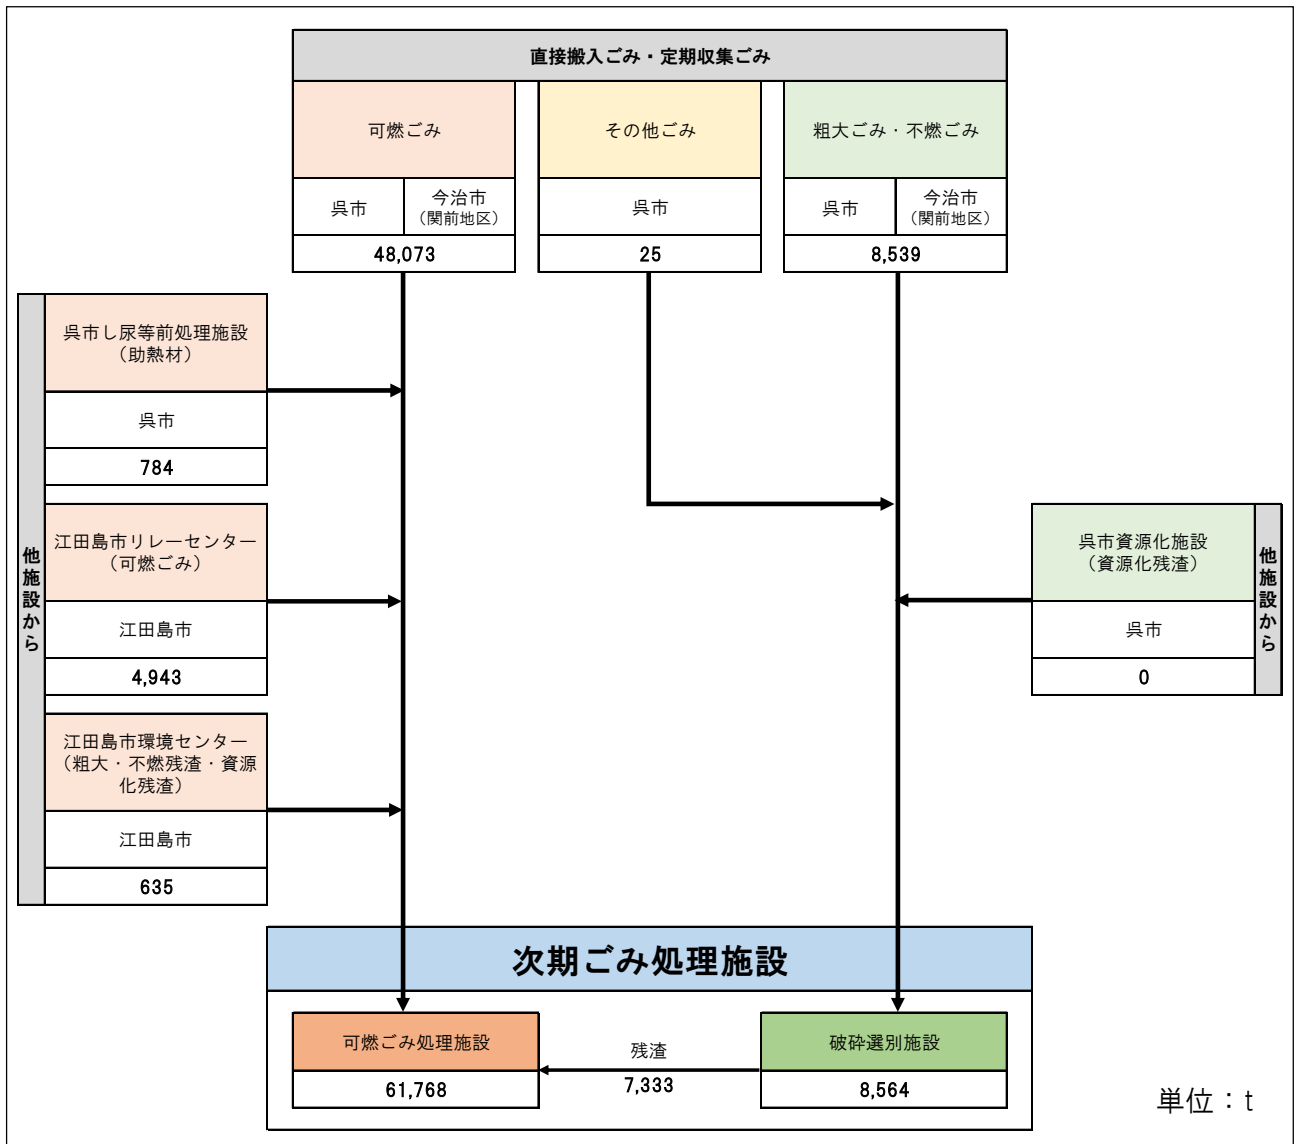 直接搬入ごみ・定期収集ごみ
可燃ごみ
その他ごみ
粗大ごみ・不燃ごみ
呉市
今治市
（関前地区）
呉市
呉市
今治市
（関前地区）
48,073
25
8,539
他施設から
呉市し尿等前処理施設
（助熱材）
呉市
784
江田島市リレーセンター
（可燃ごみ）
江田島市
4,943
江田島市環境センター
（粗大・不燃残渣・資源
化残渣）
江田島市
635
呉市資源化施設
（資源化残渣）
呉市
0
他施設から
次期ごみ処理施設
可燃ごみ処理施設
61,768
残渣
7,333
破砕選別施設
8,564
単位：t